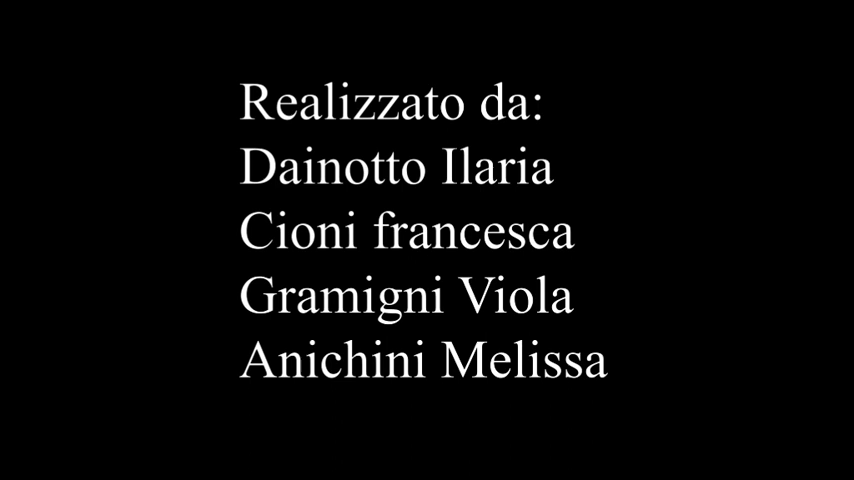 Realizzato da:
Dainotto Ilaria
Cioni francesca
Gramigni Viola
Anichini Melissa